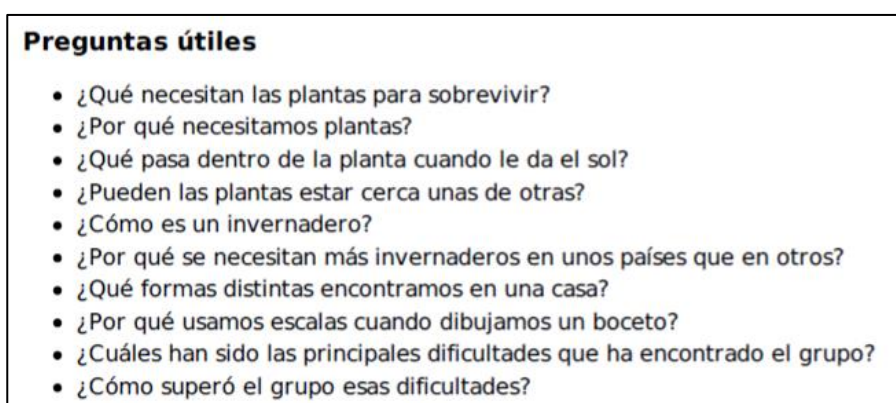 Preguntas útiles
• ¿Qué necesitan las plantas para sobrevivir?
• ¿Por qué necesitamos plantas?
• ¿Qué pasa dentro de la planta cuando le da el sol?
• ¿Pueden las plantas estar cerca unas de otras?
• ¿Cómo es un invernadero?
• ¿Por qué se necesitan más invernaderos en unos países que en otros?
• ¿Qué formas distintas encontramos en una casa?
• ¿Por qué usamos escalas cuando dibujamos un boceto?
• ¿Cuáles han sido las principales dificultades que ha encontrado el grupo?
• ¿Cómo superó el grupo esas dificultades?